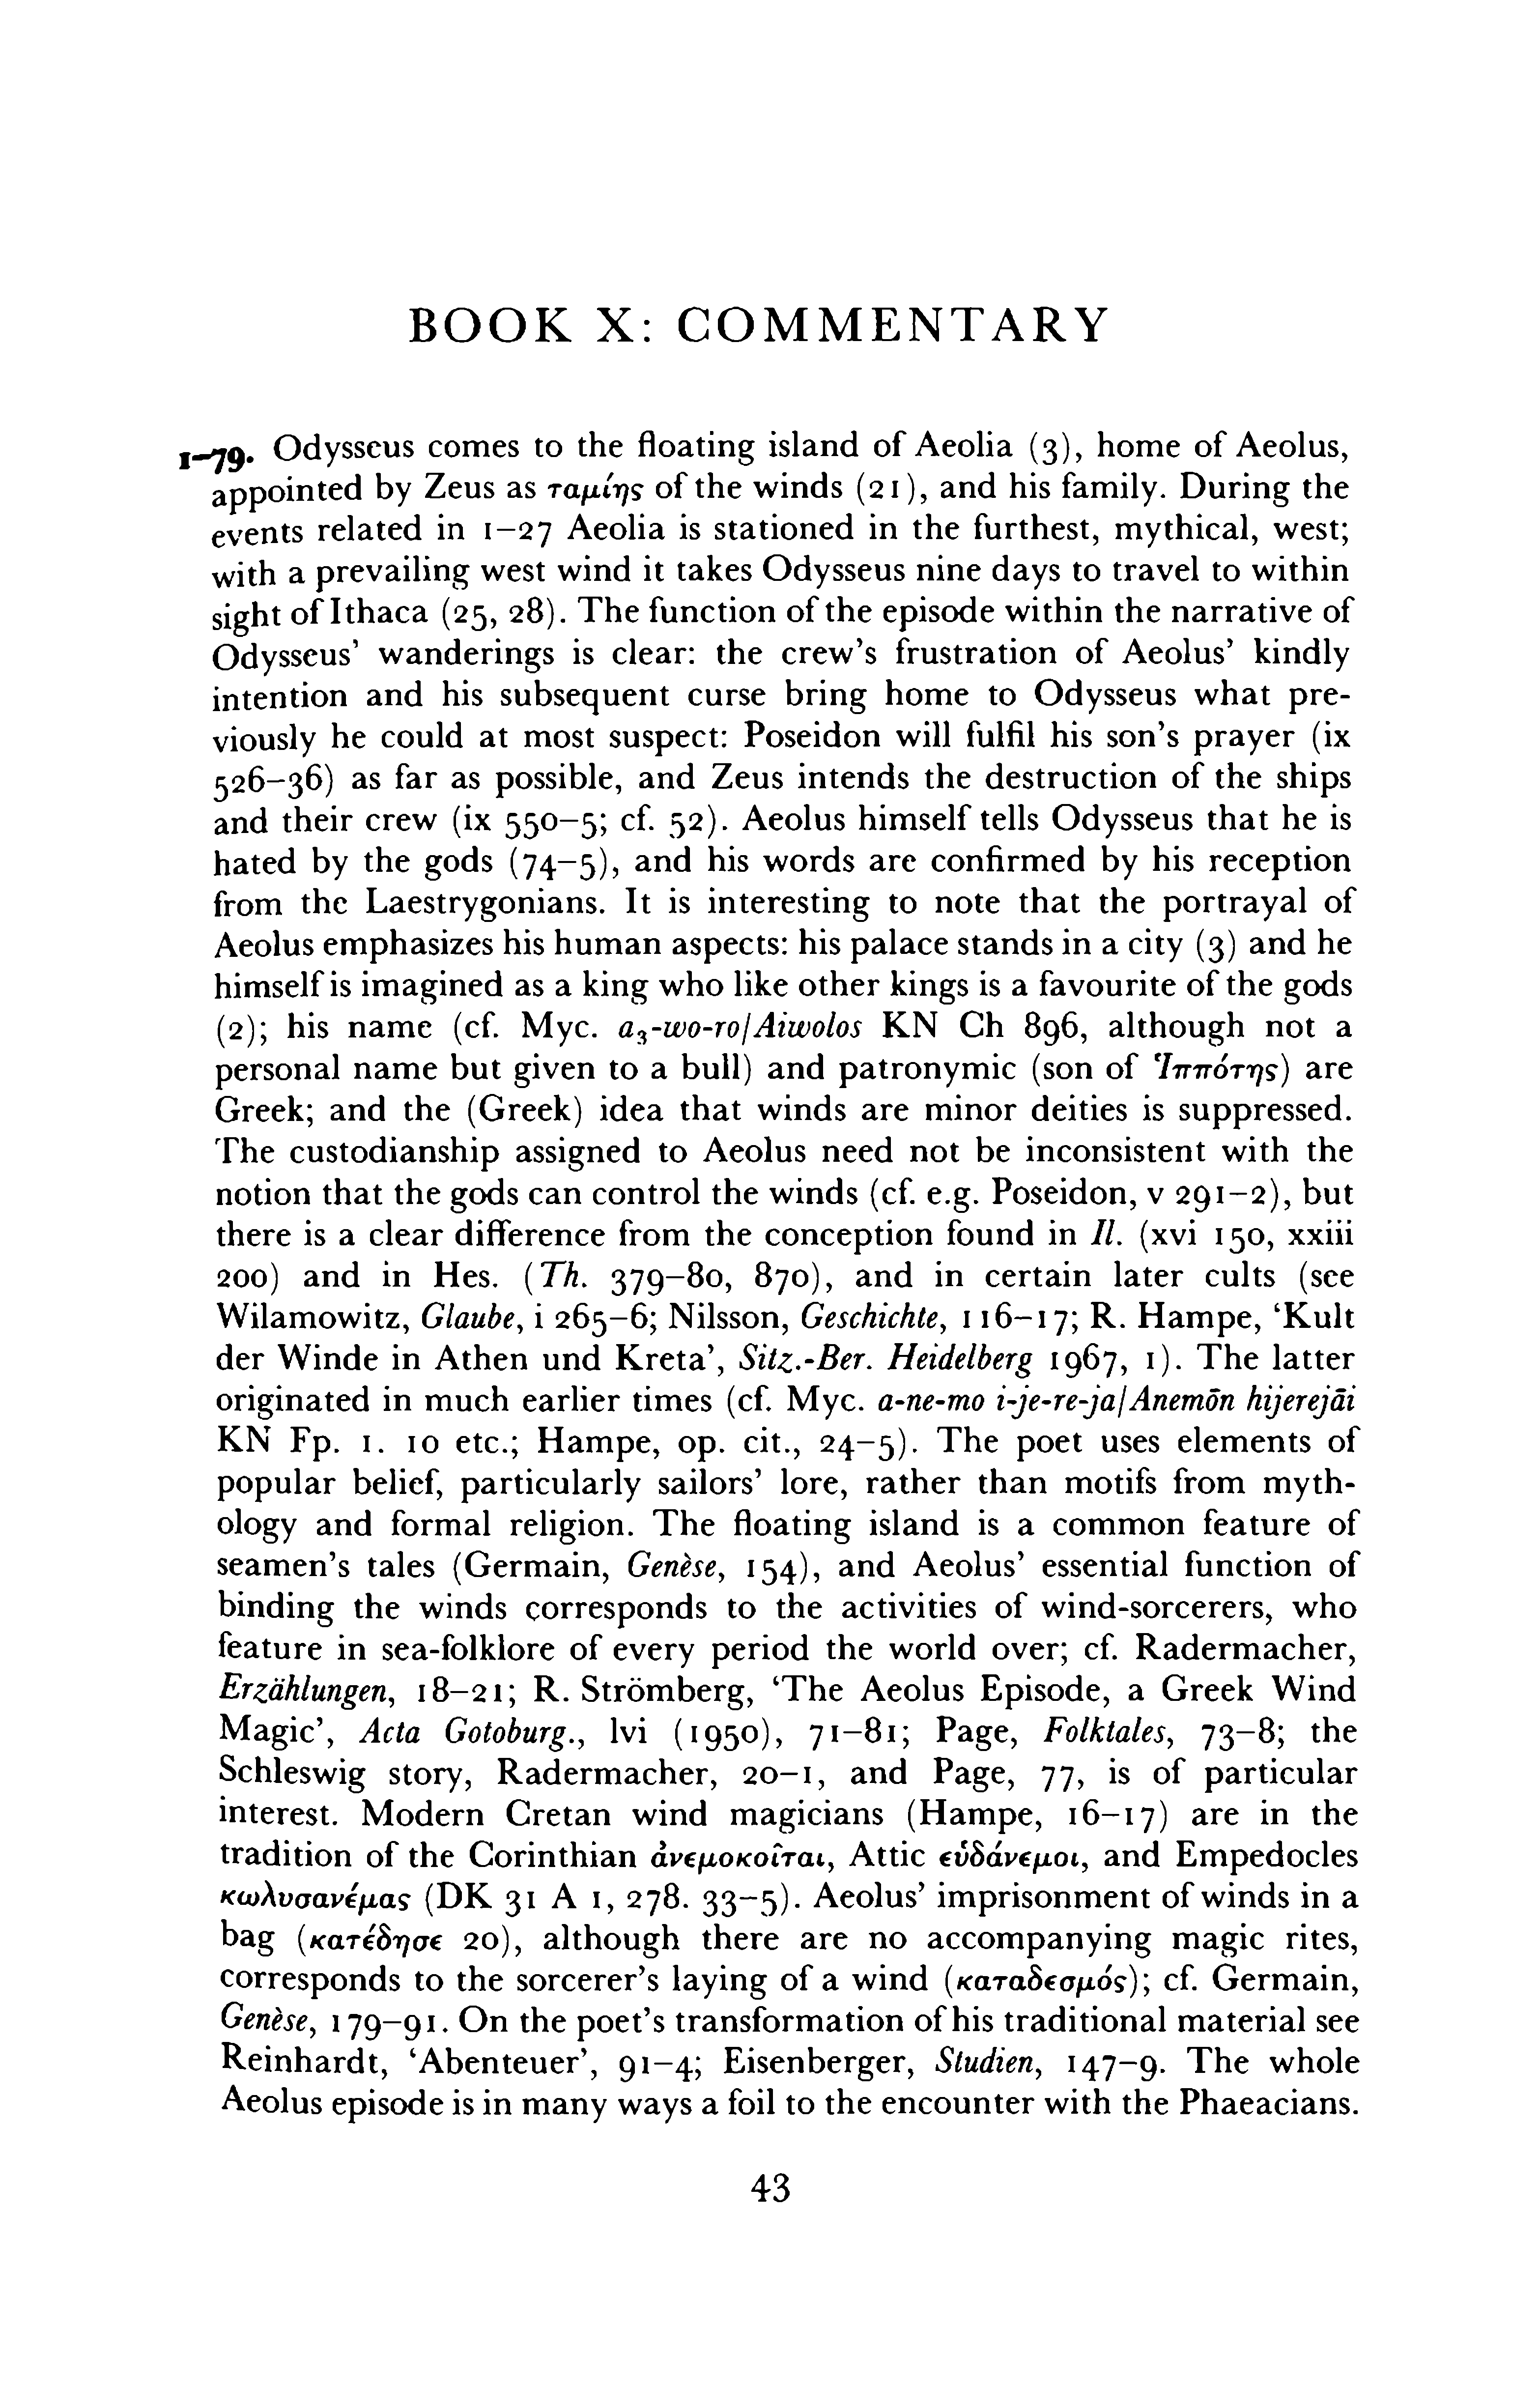 BOOK X: COMMENTARY
1–79. Odysseus comes to the floating island of Aeolia (3), home of Aeolus,
appointed by Zeus as ταμίης of the winds (21), and his family. During the
events related in 1–27 Aeolia is stationed in the furthest, mythical, west;
with a prevailing west wind it takes Odysseus nine days to travel to within
sight of Ithaca (25, 28). The function of the episode within the narrative of
Odysseus’ wanderings is clear: the crew’s frustration of Aeolus’ kindly
intention and his subsequent curse bring home to Odysseus what pre-
viously he could at most suspect: Poseidon will fulfil his son’s prayer (ix
526–36) as far as possible, and Zeus intends the destruction of the ships
and their crew (ix 550–5; cf. 52). Aeolus himself tells Odysseus that he is
hated by the gods (74–5), and his words are confirmed by his reception
from the Laestrygonians. It is interesting to note that the portrayal of
Aeolus emphasizes his human aspects: his palace stands in a city (3) and he
himself is imagined as a king who like other kings is a favourite of the gods
(2); his name (cf. Myc. a₃-wo-ro/Aiwolos KN Ch 896, although not a
personal name but given to a bull) and patronymic (son of Ἱππότης) are
Greek; and the (Greek) idea that winds are minor deities is suppressed.
The custodianship assigned to Aeolus need not be inconsistent with the
notion that the gods can control the winds (cf. e.g. Poseidon, v 291–2), but
there is a clear difference from the conception found in Il. (xvi 150, xxiii
200) and in Hes. (Th. 379–80, 870), and in certain later cults (see
Wilamowitz, Glaube, i 265–6; Nilsson, Geschichte, 116–17; R. Hampe, ‘Kult
der Winde in Athen und Kreta’, Sitz.-Ber. Heidelberg 1967, 1). The latter
originated in much earlier times (cf. Myc. a-ne-mo i-je-re-ja/Anemōn hijerejāi
KN Fp. 1. 10 etc.; Hampe, op. cit., 24–5). The poet uses elements of
popular belief, particularly sailors’ lore, rather than motifs from myth-
ology and formal religion. The floating island is a common feature of
seamen’s tales (Germain, Genèse, 154), and Aeolus’ essential function of
binding the winds corresponds to the activities of wind-sorcerers, who
feature in sea-folklore of every period the world over; cf. Radermacher,
Erzählungen, 18–21; R. Strömberg, ‘The Aeolus Episode, a Greek Wind
Magic’, Acta Gotoburg., lvi (1950), 71–81; Page, Folktales, 73–8; the
Schleswig story, Radermacher, 20–1, and Page, 77, is of particular
interest. Modern Cretan wind magicians (Hampe, 16–17) are in the
tradition of the Corinthian ἀνεμοκοῖται, Attic εὐδάνεμοι, and Empedocles
κωλυσανέμας (DK 31 A 1, 278. 33–5). Aeolus’ imprisonment of winds in a
bag (κατέδησε 20), although there are no accompanying magic rites,
corresponds to the sorcerer’s laying of a wind (καταδεσμός); cf. Germain,
Genèse, 179–91. On the poet’s transformation of his traditional material see
Reinhardt, ‘Abenteuer’, 91–4; Eisenberger, Studien, 147–9. The whole
Aeolus episode is in many ways a foil to the encounter with the Phaeacians.
43